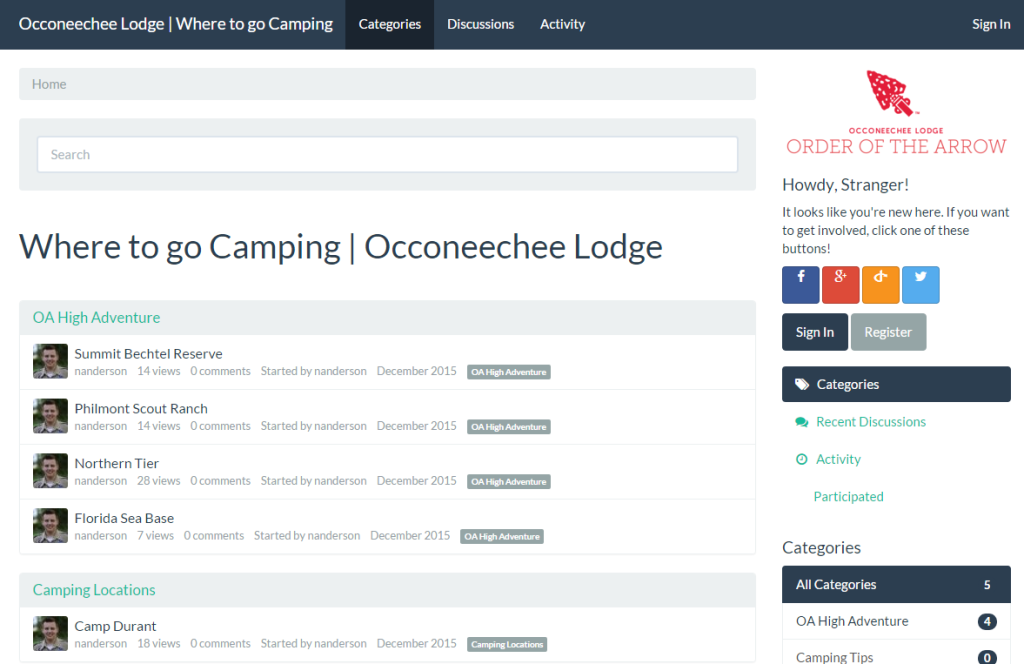 Occoneechee Lodge | Where to go Camping Categories Discussions Activity Sign In
Home
Search
Where to go Camping | Occoneechee Lodge
OA High Adventure
Summit Bechtel Reserve
nanderson 14 views 0 comments Started by nanderson December 2015 OA High Adventure
Philmont Scout Ranch
nanderson 14 views 0 comments Started by nanderson December 2015 OA High Adventure
Northern Tier
nanderson 28 views 0 comments Started by nanderson December 2015 OA High Adventure
Florida Sea Base
nanderson 7 views 0 comments Started by nanderson December 2015 OA High Adventure
Camping Locations
Camp Durant
nanderson 18 views 0 comments Started by nanderson December 2015 Camping Locations
OCCONEECHEE LODGE
ORDER OF THE ARROW
Howdy, Stranger!
It looks like you're new here. If you want
to get involved, click one of these
buttons!
Sign In Register
Categories
Recent Discussions
Activity
Participated
Categories
All Categories 5
OA High Adventure 4
Camping Tips 0